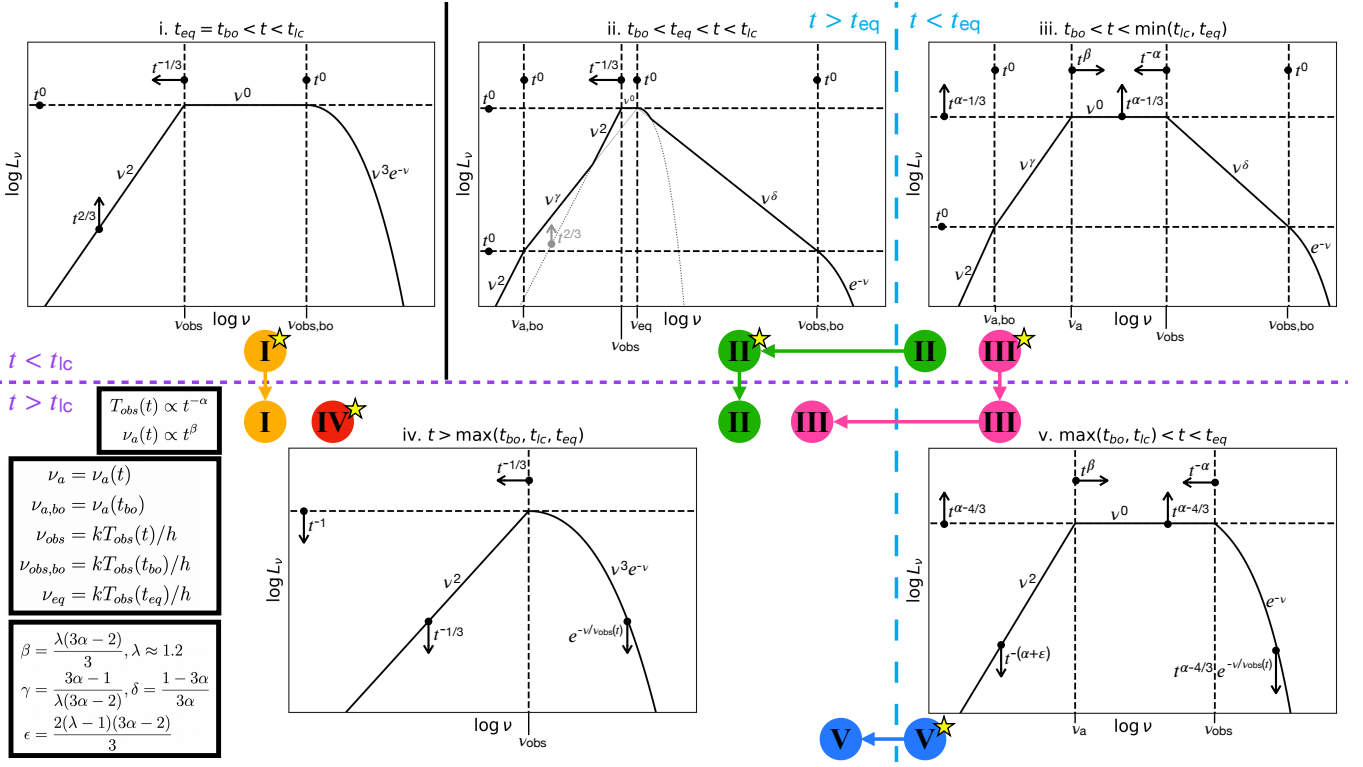 t > t_eq
t < t_eq
i. t_eq = t_bo < t < t_lc
t^{-1/3}
t^0
t^0
ν^0
ν^2
t^{2/3}
ν^3 e^{-ν}
log L_ν
log ν
ν_obs
ν_obs,bo
ii. t_bo < t_eq < t < t_lc
t^0
t^{-1/3}
t^0
t^0
t^0
ν^0
ν^2
ν^γ
ν^δ
t^{2/3}
t^0
ν^2
e^{-ν}
log L_ν
ν_a,bo
log ν
ν_eq
ν_obs
ν_obs,bo
iii. t_bo < t < min(t_lc, t_eq)
t^0
t^β
t^{-α}
t^0
t^{α-1/3}
ν^0
t^{α-1/3}
ν^γ
ν^δ
t^0
ν^2
e^{-ν}
log L_ν
ν_a,bo
ν_a
log ν
ν_obs
ν_obs,bo
I
II
II
III
t < t_lc
t > t_lc
I
IV
II
III
III
T_obs(t) ∝ t^{-α}
ν_a(t) ∝ t^β
ν_a = ν_a(t)
ν_a,bo = ν_a(t_bo)
ν_obs = kT_obs(t)/h
ν_obs,bo = kT_obs(t_bo)/h
ν_eq = kT_obs(t_eq)/h
β = λ(3α − 2)/3, λ ≈ 1.2
γ = (3α − 1)/λ(3α − 2), δ = (1 − 3α)/3α
ϵ = 2(λ − 1)(3α − 2)/3
iv. t > max(t_bo, t_lc, t_eq)
t^{-1/3}
t^{-1}
ν^2
ν^3 e^{-ν}
t^{-1/3}
e^{-ν/ν_obs(t)}
log L_ν
log ν
ν_obs
v. max(t_bo, t_lc) < t < t_eq
t^β
t^{-α}
t^{α-4/3}
ν^0
t^{α-4/3}
ν^2
e^{-ν}
t^{-(α+ε)}
t^{α-4/3} e^{-ν/ν_obs(t)}
log L_ν
ν_a
log ν
ν_obs
V
V